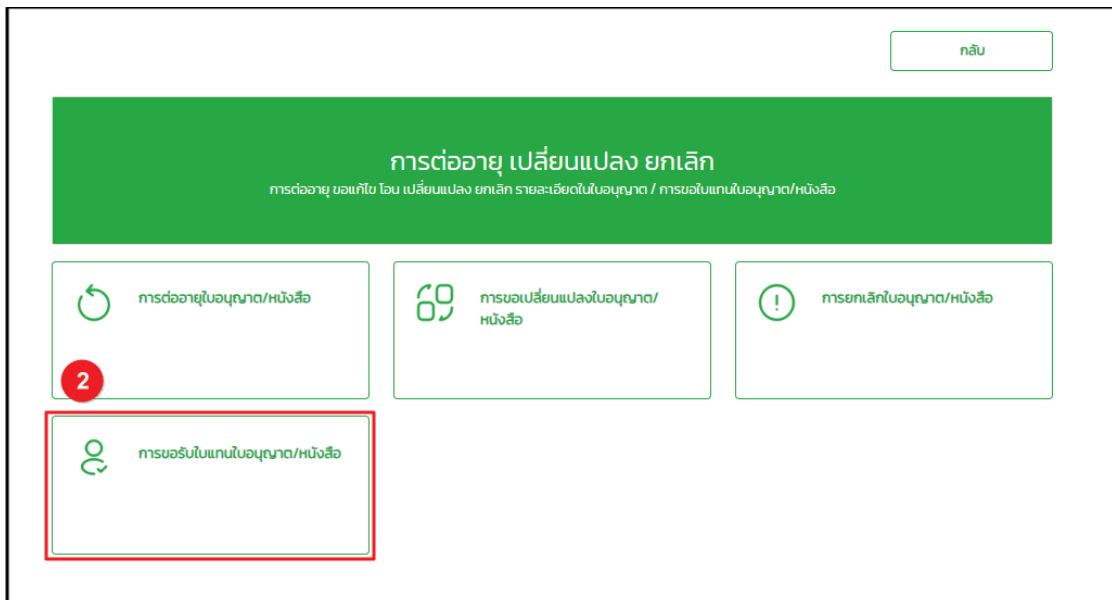 กลับ
การต่ออายุ เปลี่ยนแปลง ยกเลิก
การต่ออายุ ขอแก้ไข โอน เปลี่ยนแปลง ยกเลิก รายละเอียดในใบอนุญาต / การขอใบแทนใบอนุญาต/หนังสือ
การต่ออายุใบอนุญาต/หนังสือ
การขอเปลี่ยนแปลงใบอนุญาต/
หนังสือ
การยกเลิกใบอนุญาต/หนังสือ
2
การขอรับใบแทนใบอนุญาต/หนังสือ